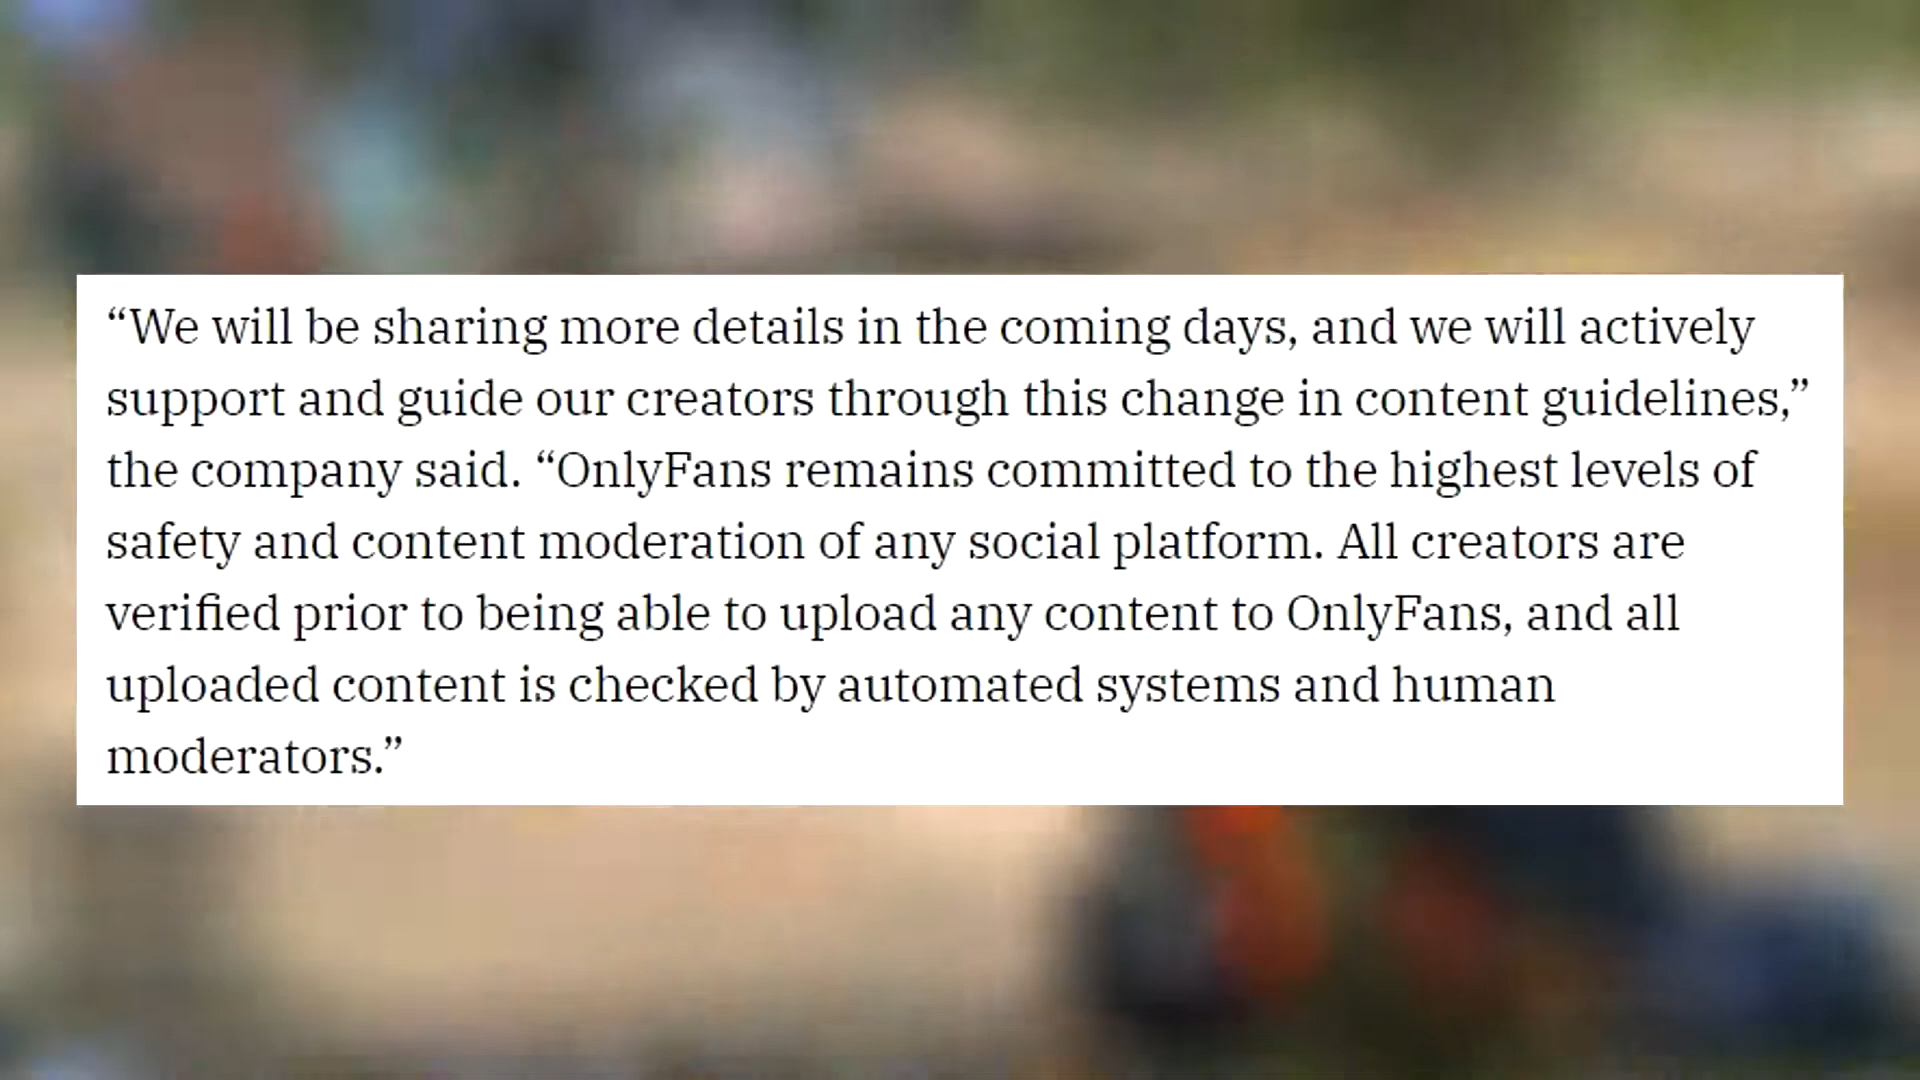 “We will be sharing more details in the coming days, and we will actively
support and guide our creators through this change in content guidelines,”
the company said. “OnlyFans remains committed to the highest levels of
safety and content moderation of any social platform. All creators are
verified prior to being able to upload any content to OnlyFans, and all
uploaded content is checked by automated systems and human
moderators.”